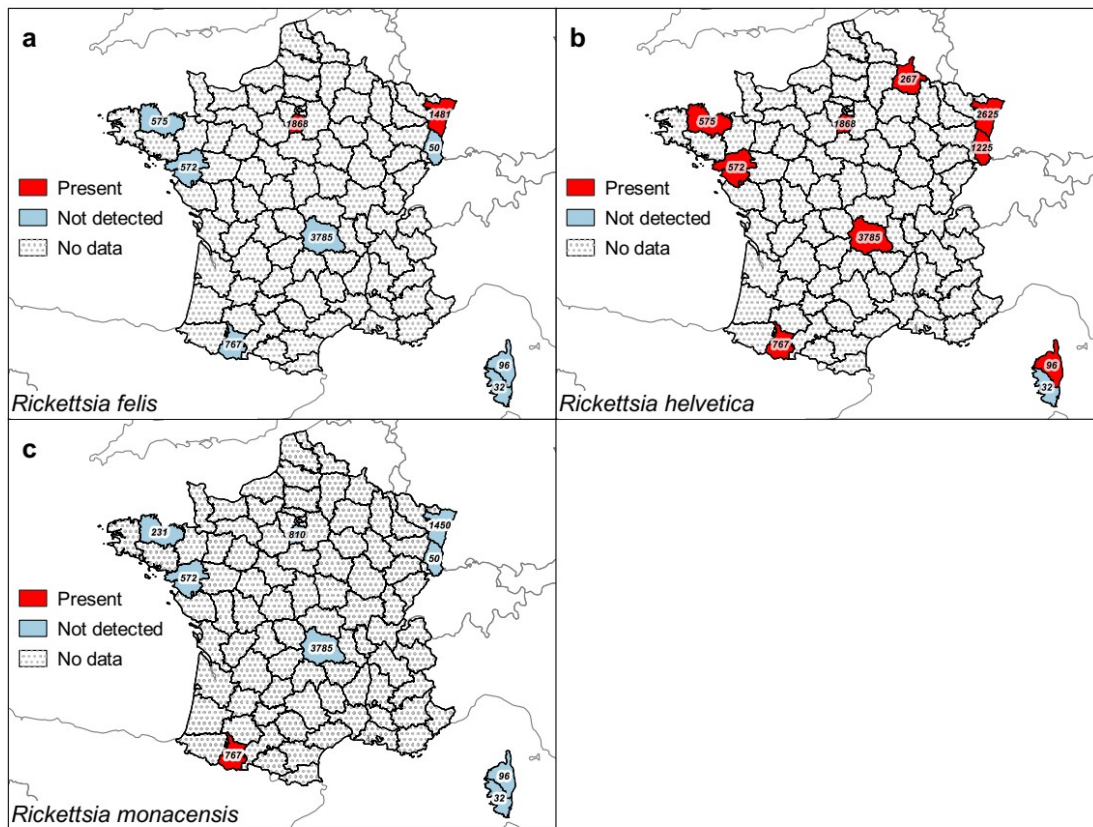 a
575
572
1868
1481
50
3785
767
96
32
Present
Not detected
No data
Rickettsia felis
b
267
575
572
1868
2625
1225
3785
767
96
32
Present
Not detected
No data
Rickettsia helvetica
c
231
572
810
1450
50
3785
767
96
32
Present
Not detected
No data
Rickettsia monacensis